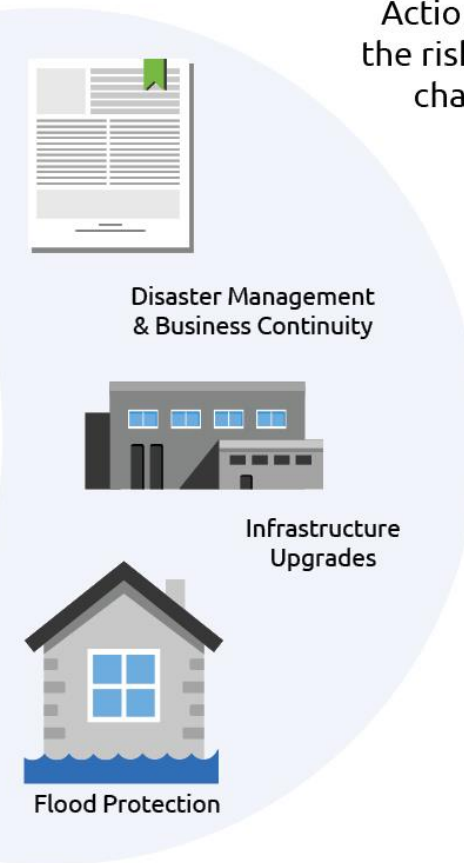 Actio
the risl
cha
Disaster Management
& Business Continuity
Infrastructure
Upgrades
Flood Protection